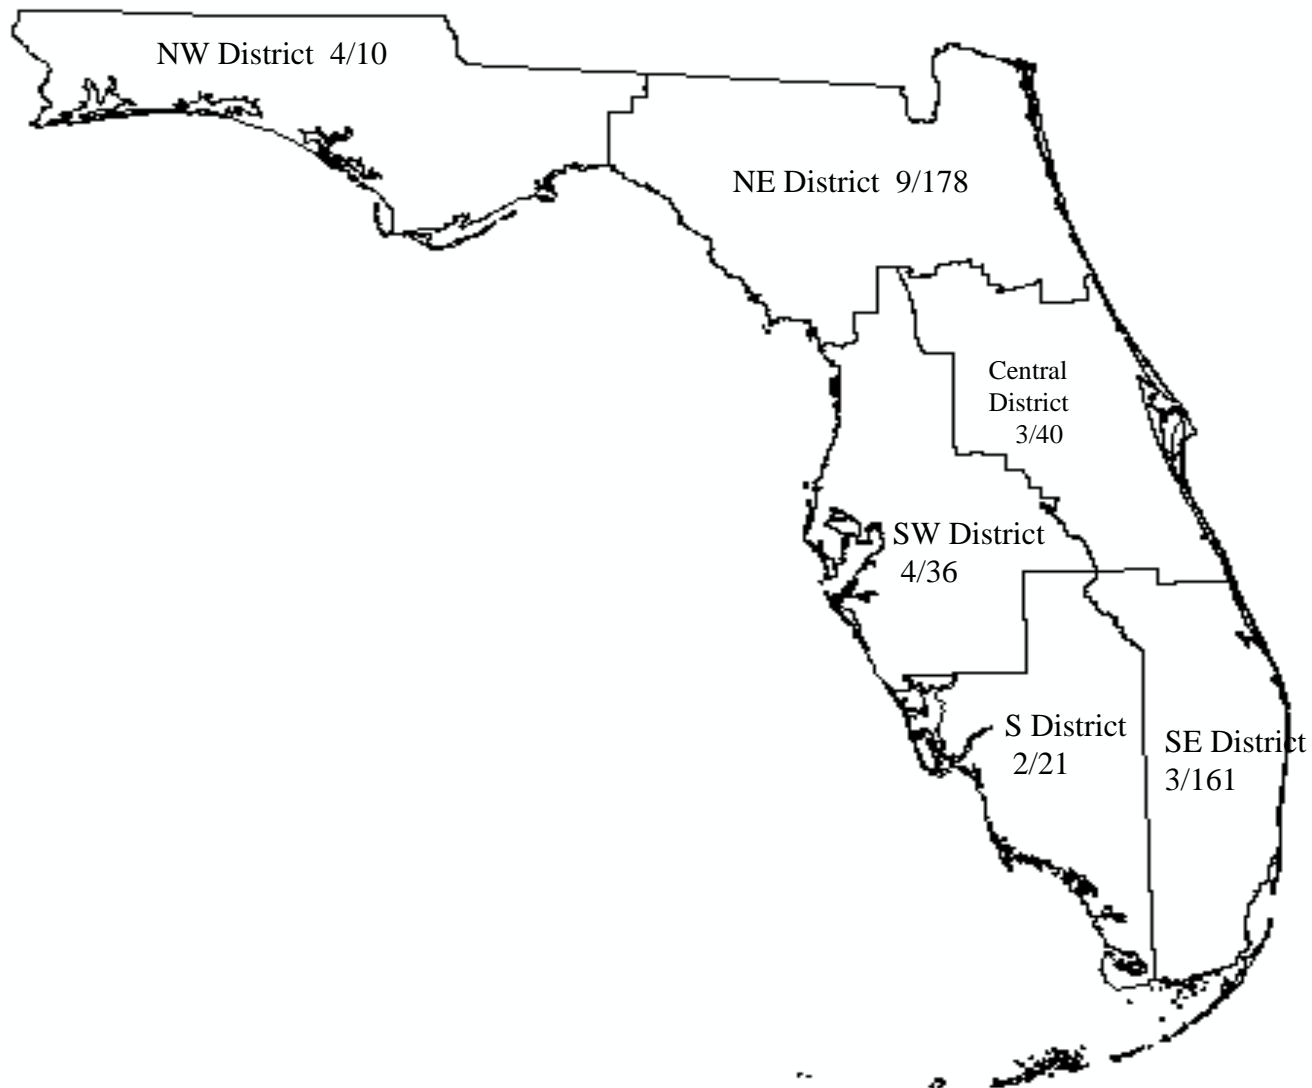 NW District 4/10
NE District 9/178
Central
District
3/40
SW District
4/36
S District
2/21
SE District
3/161